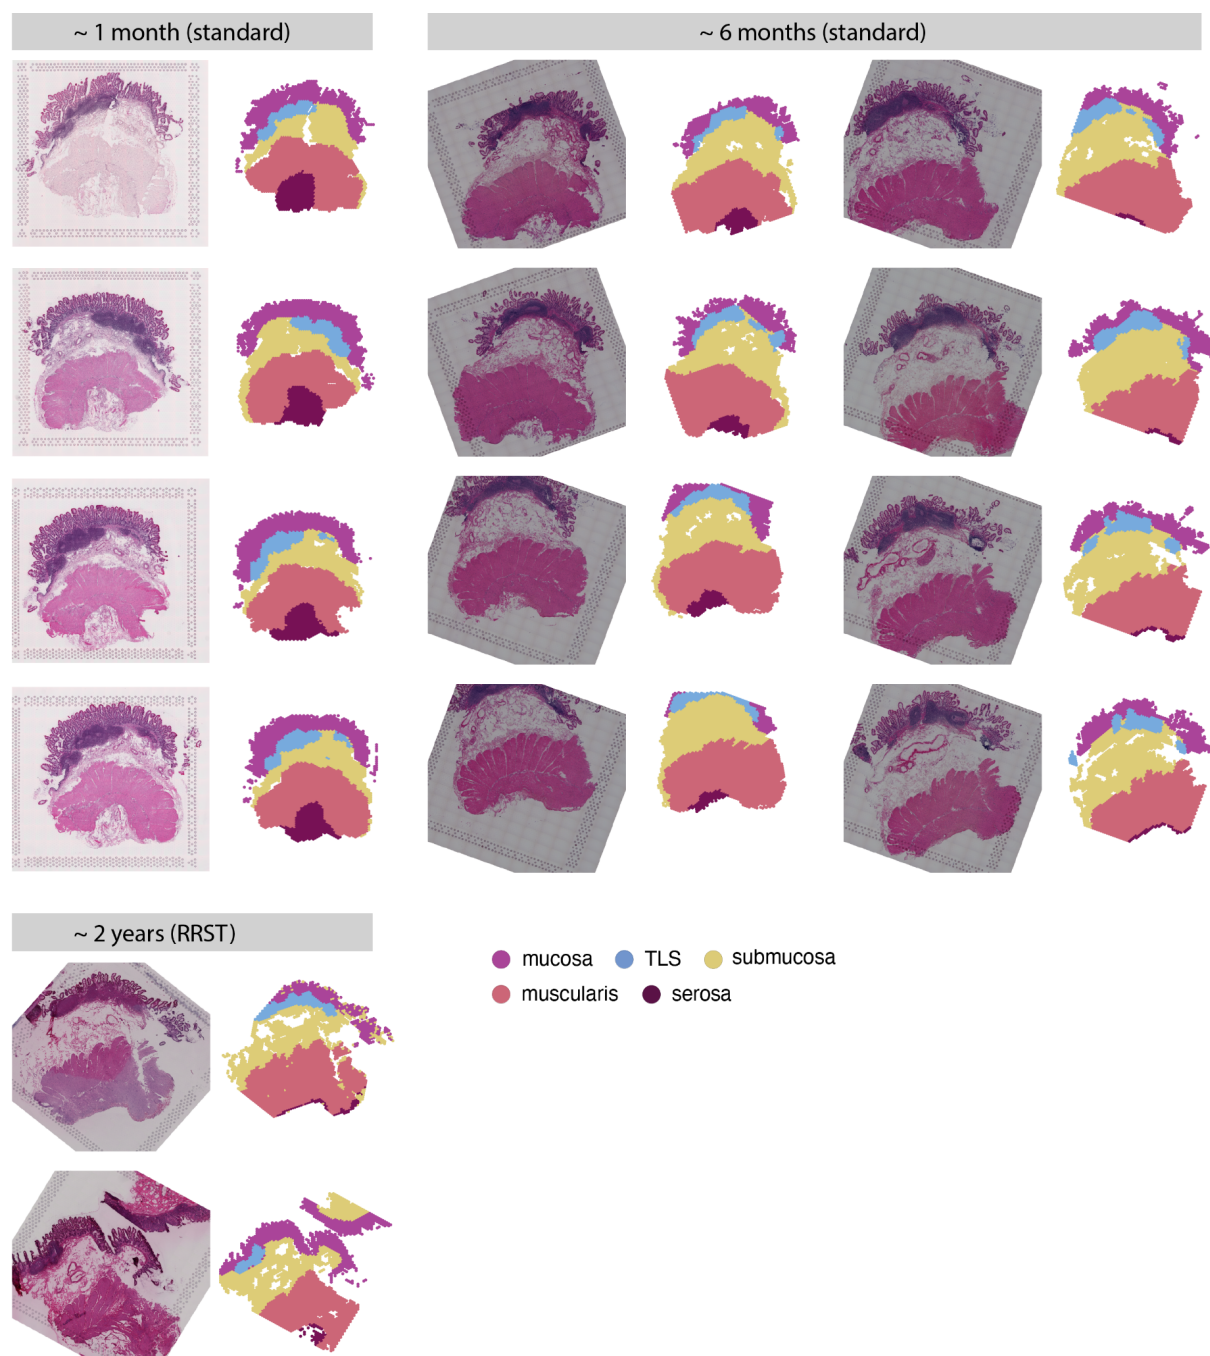 ~ 1 month (standard)
~ 6 months (standard)
~ 2 years (RRST)
mucosa TLS submucosa
muscularis serosa